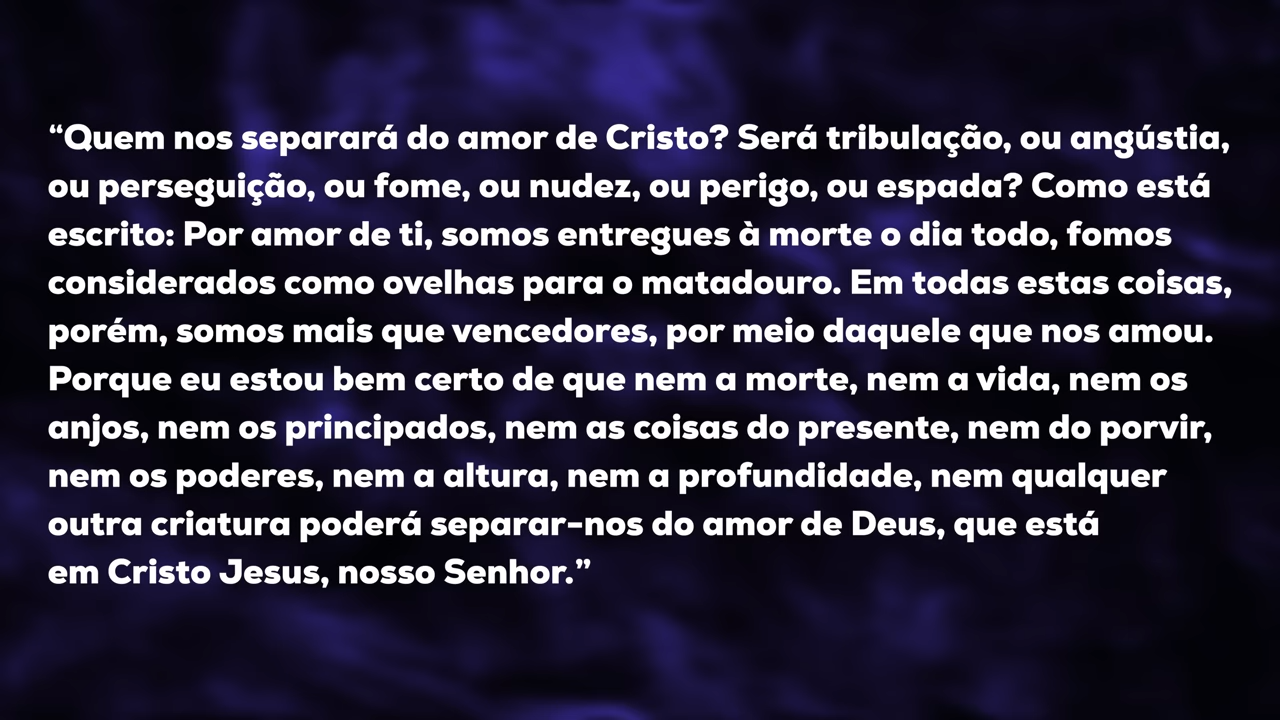 “Quem nos separará do amor de Cristo? Será tribulação, ou angústia,
ou perseguição, ou fome, ou nudez, ou perigo, ou espada? Como está
escrito: Por amor de ti, somos entregues à morte o dia todo, fomos
considerados como ovelhas para o matadouro. Em todas estas coisas,
porém, somos mais que vencedores, por meio daquele que nos amou.
Porque eu estou bem certo de que nem a morte, nem a vida, nem os
anjos, nem os principados, nem as coisas do presente, nem do porvir,
nem os poderes, nem a altura, nem a profundidade, nem qualquer
outra criatura poderá separar-nos do amor de Deus, que está
em Cristo Jesus, nosso Senhor.”